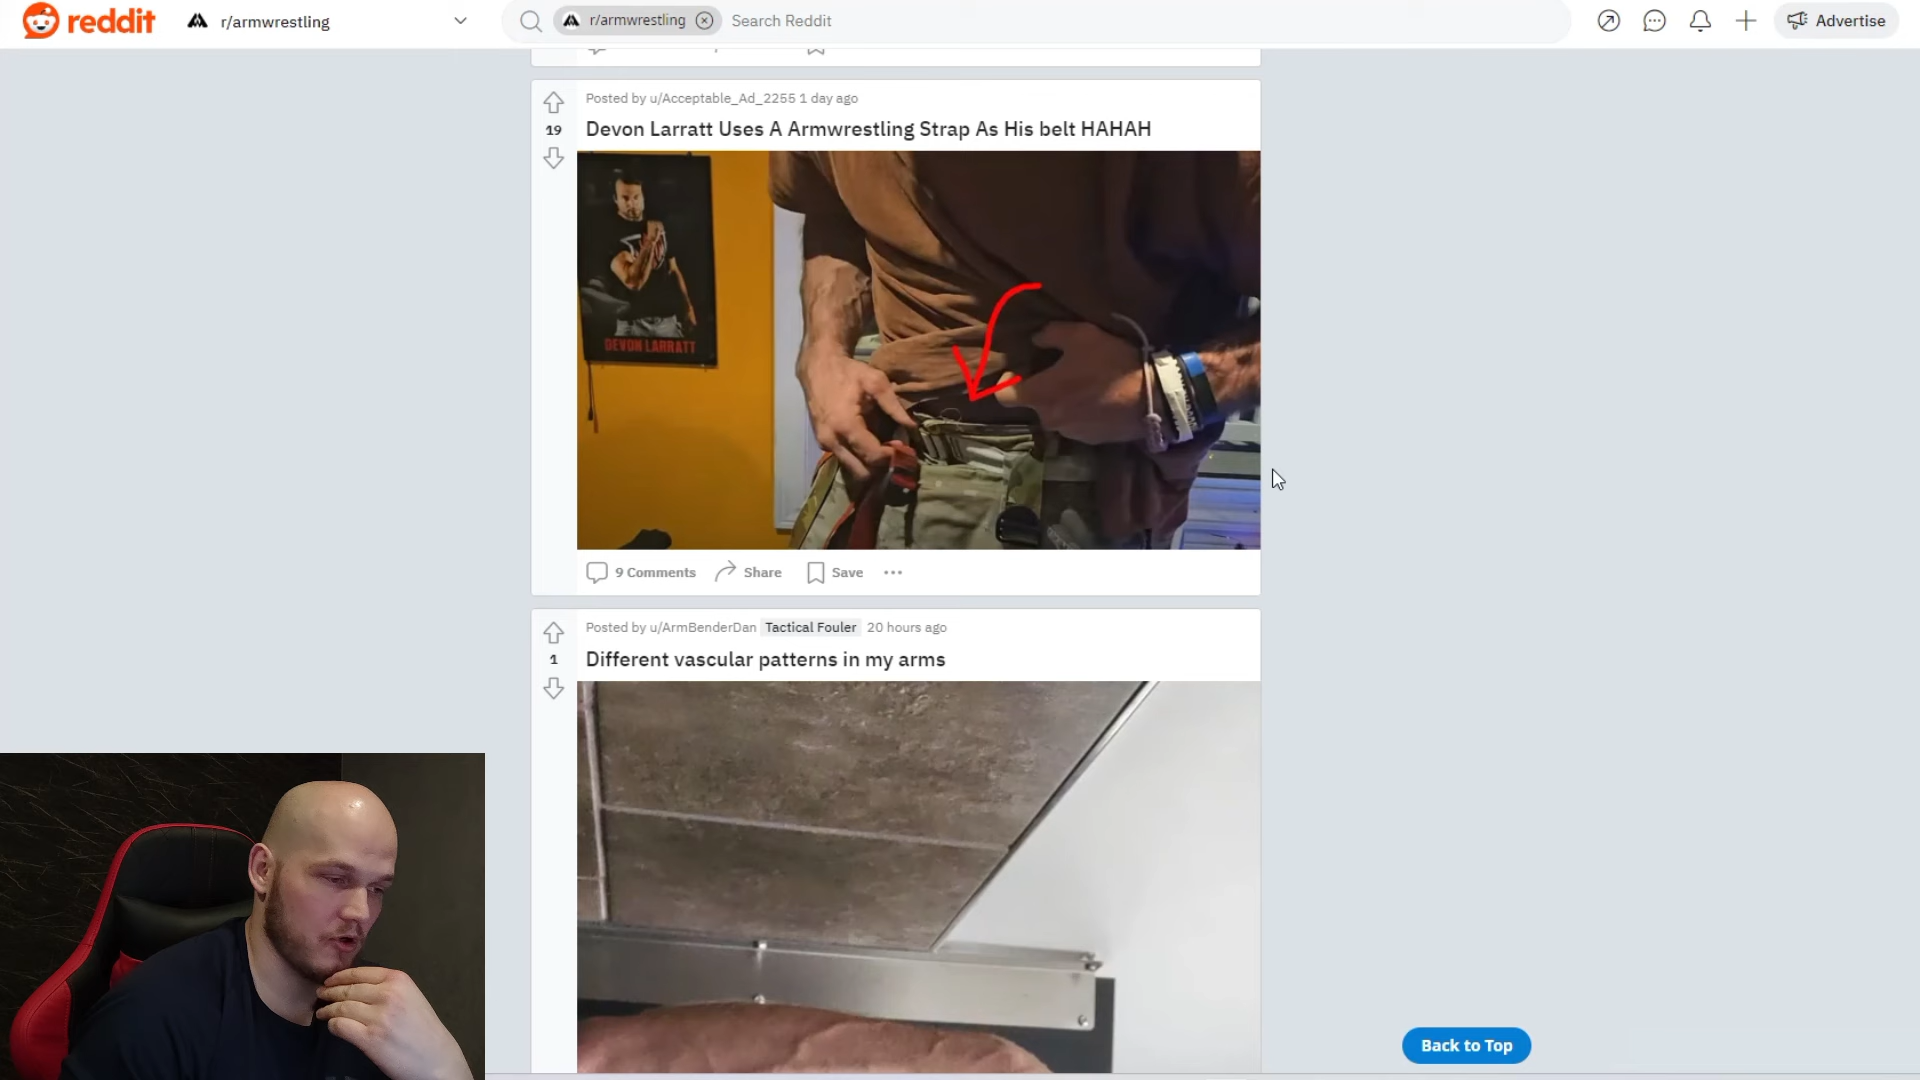 reddit
r/armwrestling
r/armwrestling
Search Reddit
Advertise
Posted by u/Acceptable_Ad_2255 1 day ago
19
Devon Larratt Uses A Armwrestling Strap As His belt HAHAH
DEVON LARRATT
9 Comments
Share
Save
Posted by u/ArmBenderDan Tactical Fouler 20 hours ago
1
Different vascular patterns in my arms
Back to Top